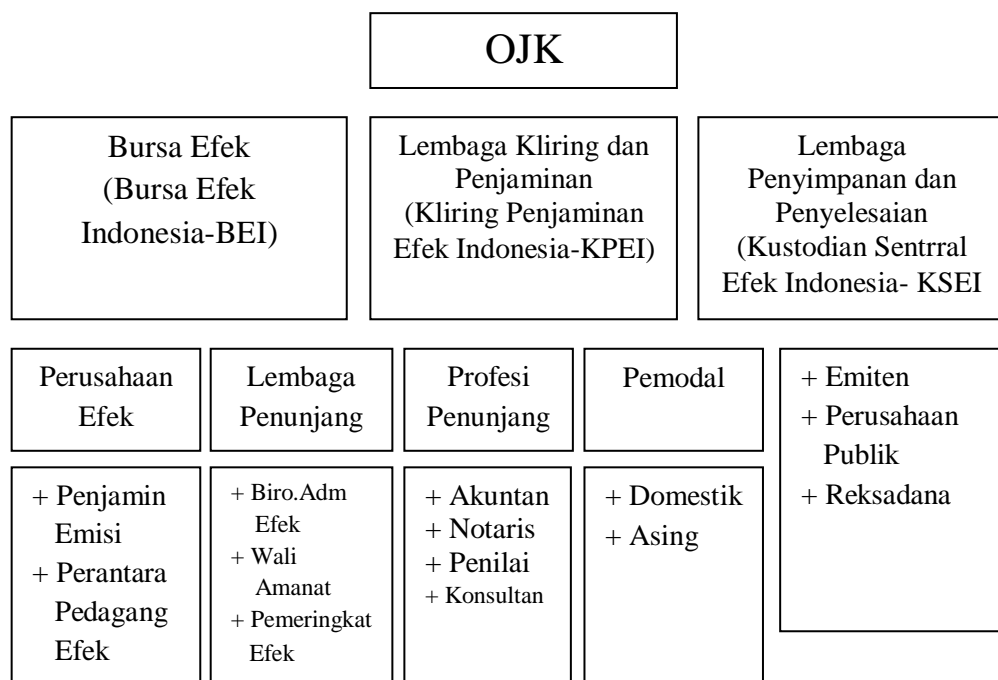 OJK
Bursa Efek
(Bursa Efek
Indonesia-BEI)
Lembaga Kliring dan
Penjaminan
(Kliring Penjaminan
Efek Indonesia-KPEI)
Lembaga
Penyimpanan dan
Penyelesaian
(Kustodian Sentrral
Efek Indonesia- KSEI
Perusahaan
Efek
Lembaga
Penunjang
Profesi
Penunjang
Pemodal
+ Emiten
+ Perusahaan
Publik
+ Reksadana
+ Penjamin
Emisi
+ Perantara
Pedagang
Efek
+ Biro.Adm
Efek
+ Wali
Amanat
+ Pemeringkat
Efek
+ Akuntan
+ Notaris
+ Penilai
+ Konsultan
+ Domestik
+ Asing